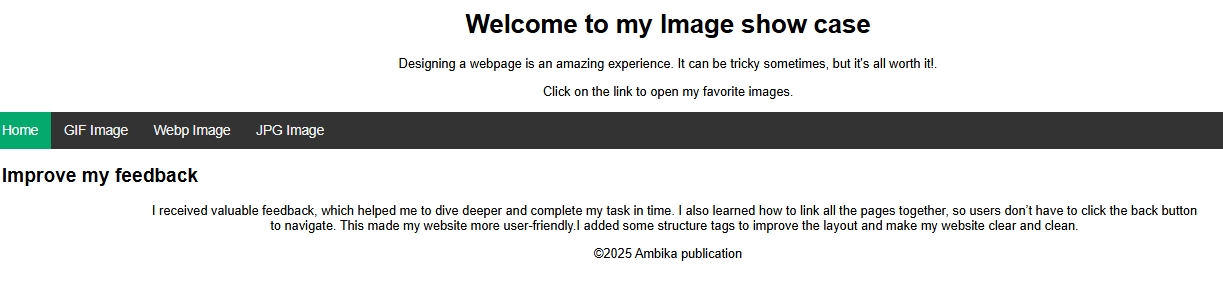 Welcome to my Image show case
Designing a webpage is an amazing experience. It can be tricky sometimes, but it's all worth it!.
Click on the link to open my favorite images.
Home GIF Image Webp Image JPG Image
Improve my feedback
I received valuable feedback, which helped me to dive deeper and complete my task in time. I also learned how to link all the pages together, so users don’t have to click the back button
to navigate. This made my website more user-friendly.I added some structure tags to improve the layout and make my website clear and clean.
©2025 Ambika publication